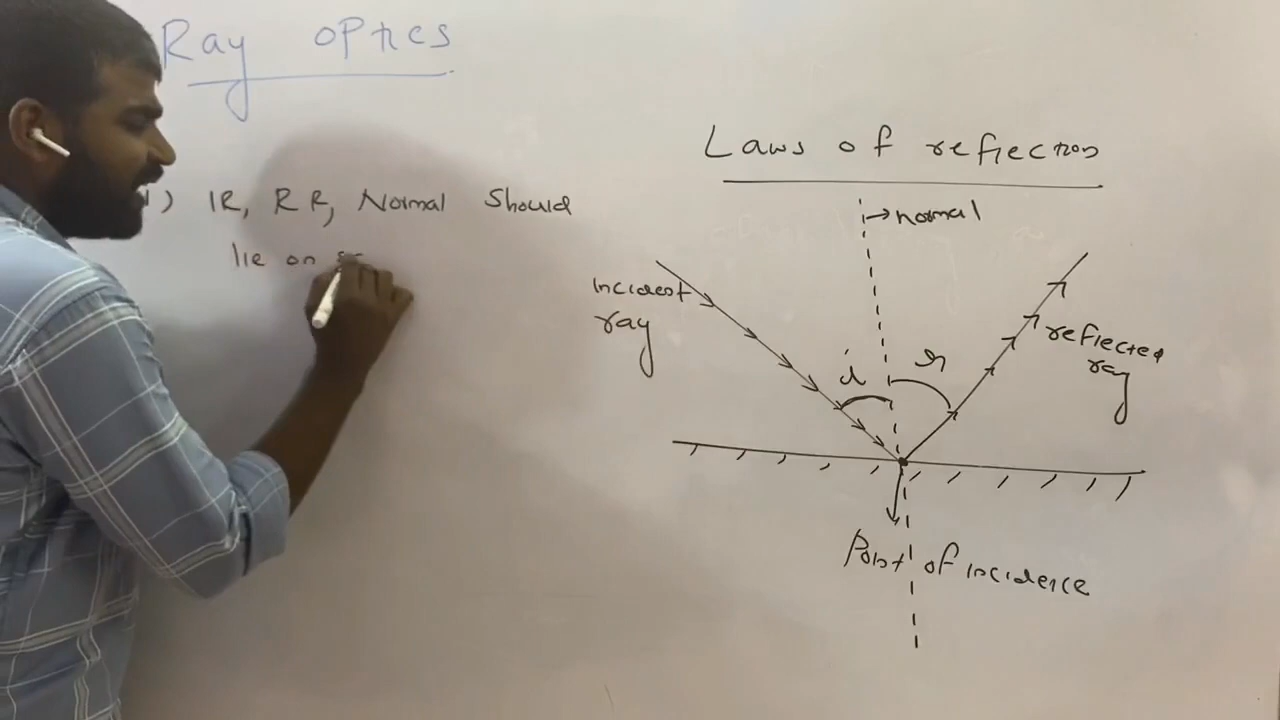 Ray optics
1) IR, RR, Normal Should
lie on
Laws of reflection
normal
incident
ray
i
r
reflected
ray
Point of incidence